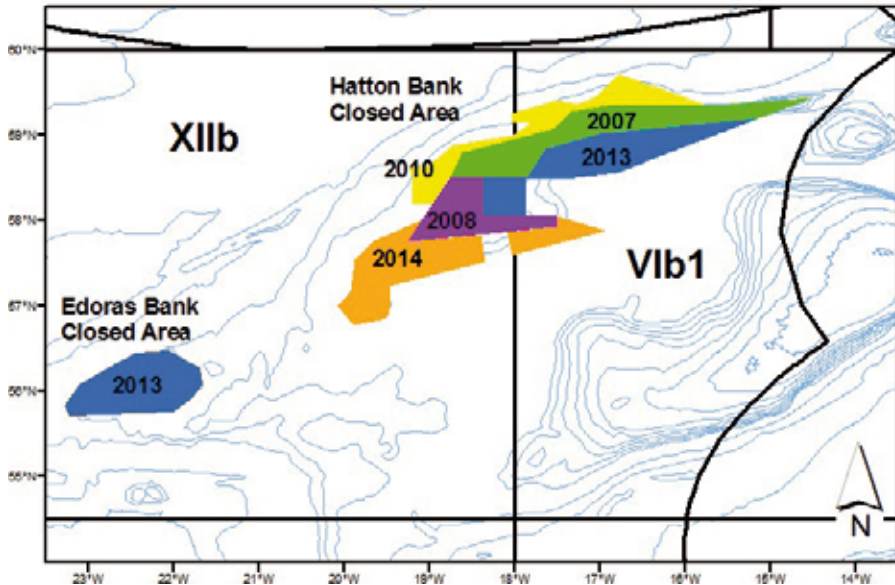 60°N
Hatton Bank
Closed Area
59°N
2007
XIIb
2013
2010
58°N
2008
2014
VIb1
57°N
Edoras Bank
Closed Area
2013
56°N
55°N
N
23°W 22°W 21°W 20°W 19°W 18°W 17°W 16°W 15°W 14°W